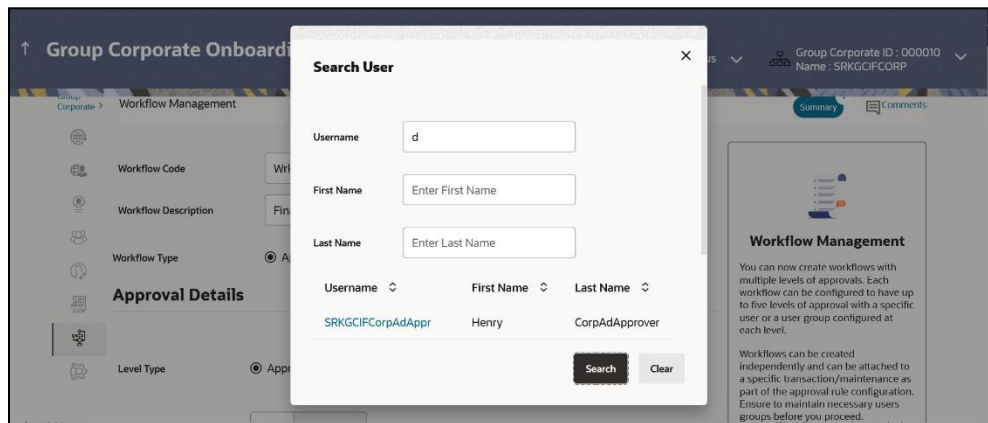 Group Corporate Onboardi
us
Group Corporate ID : 000010
Name : SRKGCIFCORP
Corporate >
Workflow Management
Summary
Comments
Workflow Code
Wrk
Workflow Description
Fin
Workflow Type
Approval Details
Level Type
Appr
Search User
Username
d
First Name
Enter First Name
Last Name
Enter Last Name
Username First Name Last Name
SRKGCIFCorpAdAppr Henry CorpAdApprover
Search Clear
Workflow Management
You can now create workflows with
multiple levels of approvals. Each
workflow can be configured to have up
to five levels of approval with a specific
user or a user group configured at
each level.
Workflows can be created
independently and can be attached to
a specific transaction/maintenance as
part of the approval rule configuration.
Ensure to maintain necessary users
groups before you proceed.